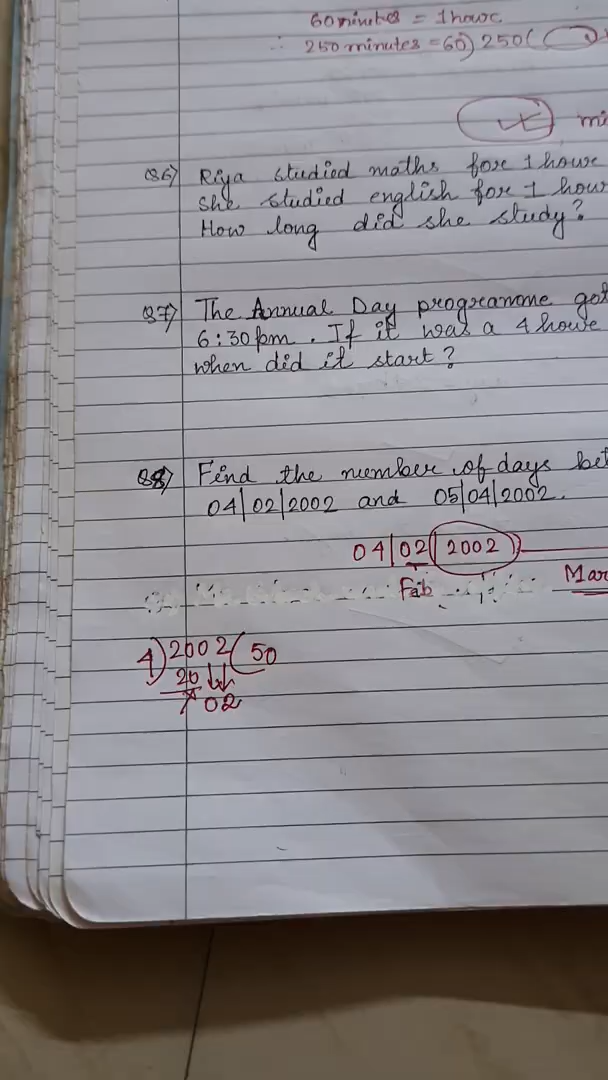 60 minutes = 1 hour
∴ 250 minutes = 60) 250 (
Q6) Riya studied maths for 1 hour
She studied english for 1 hour
How long did she study?
Q7) The Annual Day programme got
6:30 pm. If it was a 4 hour
when did it start?
Q8) Find the number of days bet
04|02|2002 and 05|04|2002.
04|02|2002
Feb Mar
4) 2002 ( 50
20
02